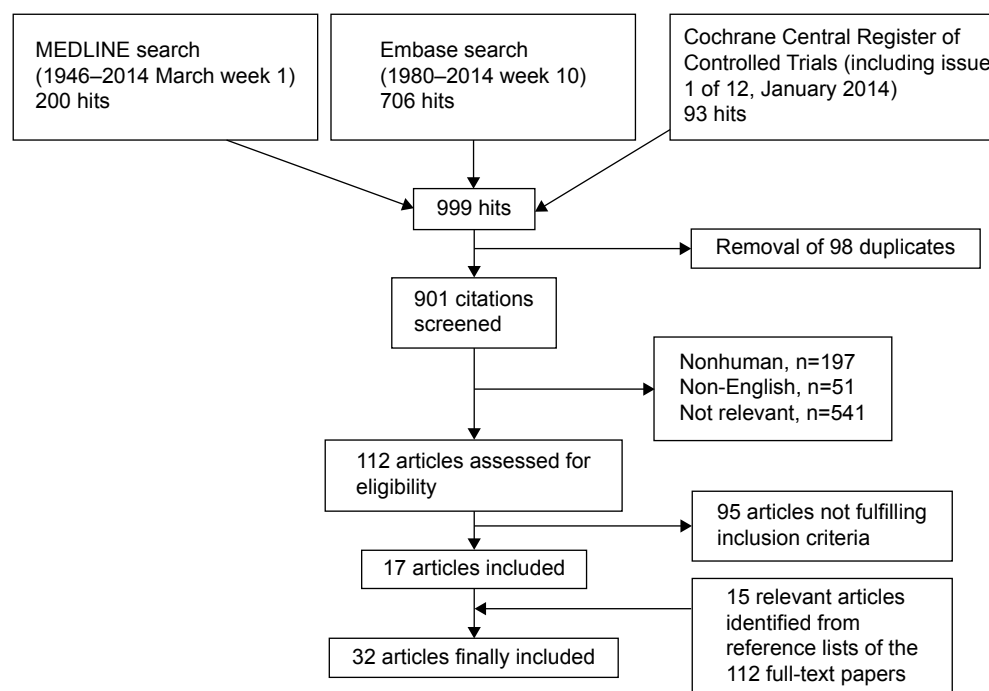 MEDLINE search
(1946–2014 March week 1)
200 hits
Embase search
(1980–2014 week 10)
706 hits
Cochrane Central Register of
Controlled Trials (including issue
1 of 12, January 2014)
93 hits
999 hits
Removal of 98 duplicates
901 citations
screened
Nonhuman, n=197
Non-English, n=51
Not relevant, n=541
112 articles assessed for
eligibility
95 articles not fulfilling
inclusion criteria
17 articles included
15 relevant articles
identified from
reference lists of the
112 full-text papers
32 articles finally included